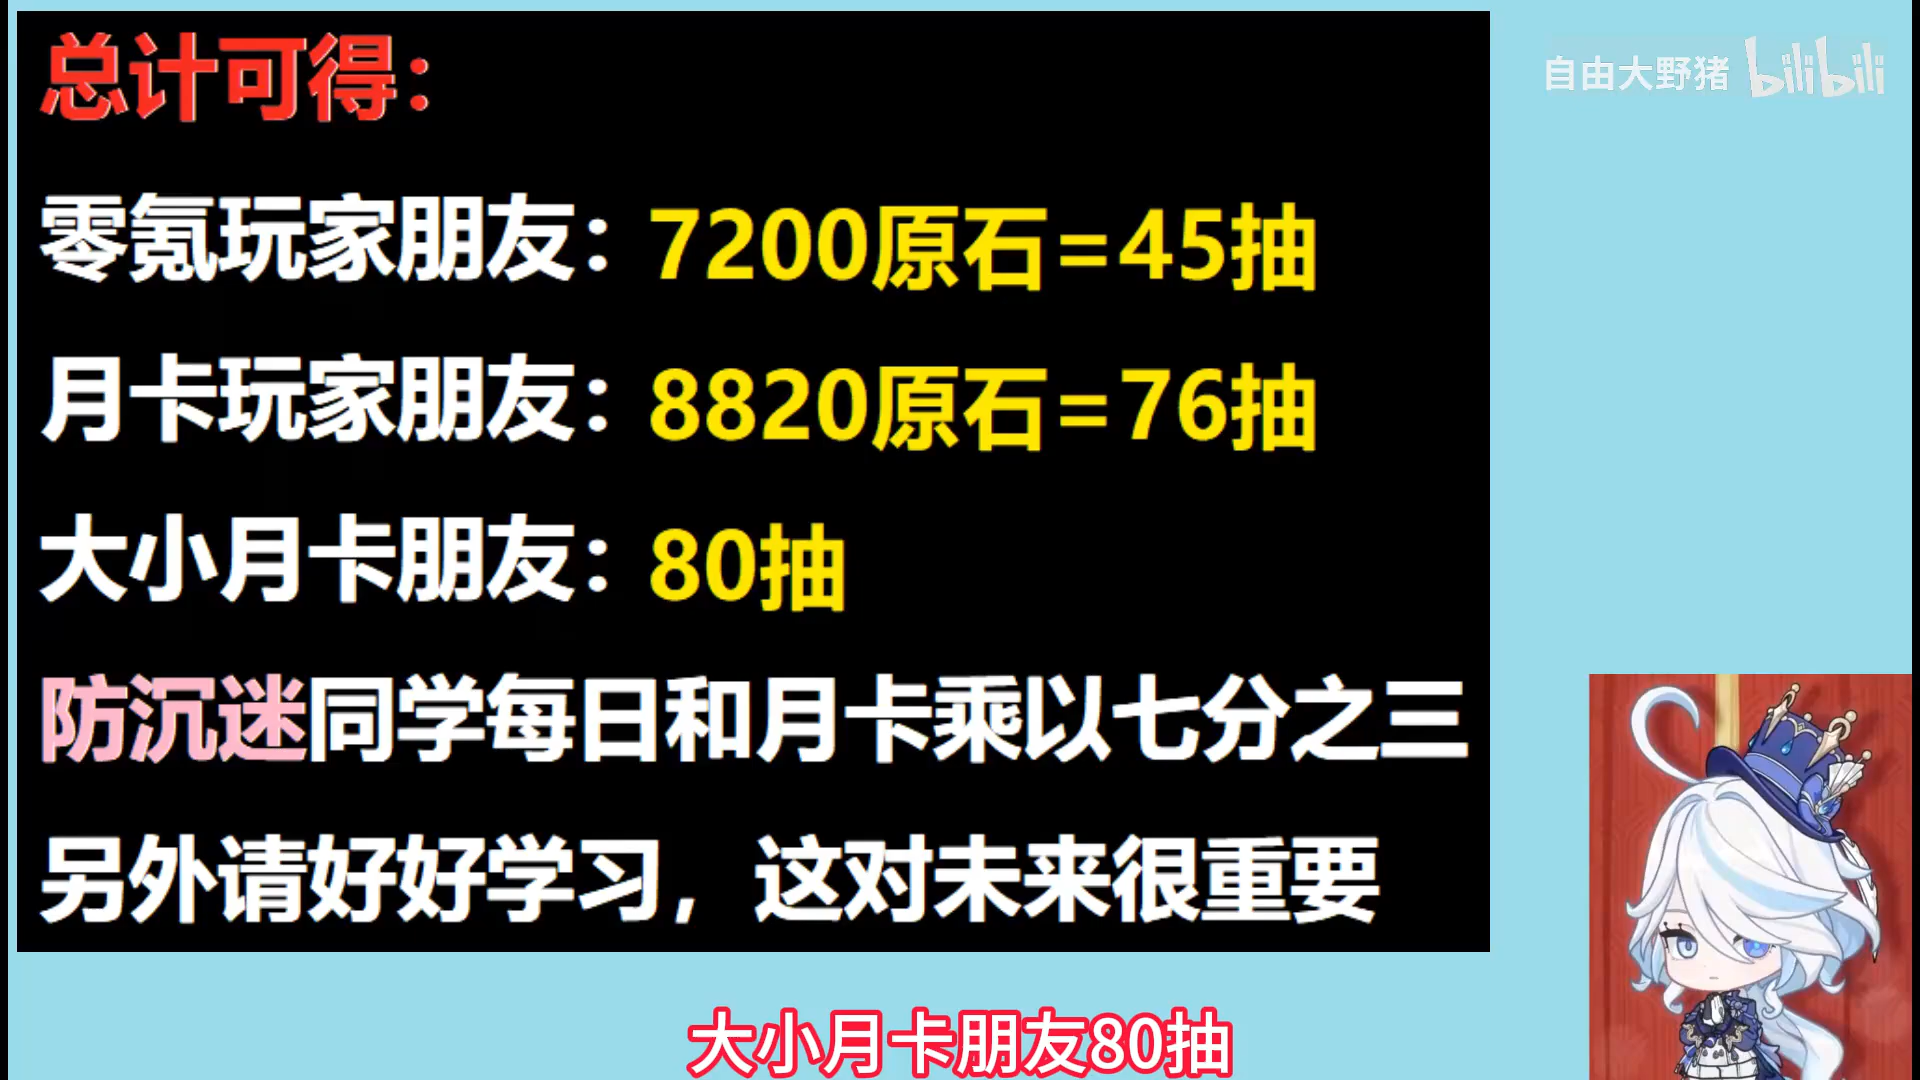 总计可得：
自由大野猪 bilibili
零氪玩家朋友：7200原石=45抽
月卡玩家朋友：8820原石=76抽
大小月卡朋友：80抽
防沉迷同学每日和月卡乘以七分之三
另外请好好学习，这对未来很重要
大小月卡朋友80抽